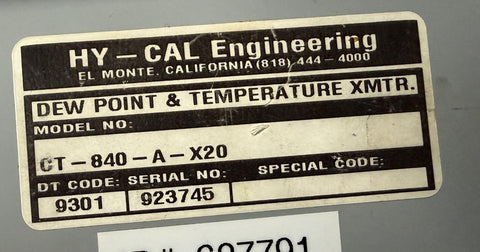 HY - CAL Engineering
EL MONTE, CALIFORNIA (818) 444-4000
DEW POINT & TEMPERATURE XMTR.
MODEL NO:
CT-840-A-X20
DT CODE: SERIAL NO: SPECIAL CODE:
9301 923745